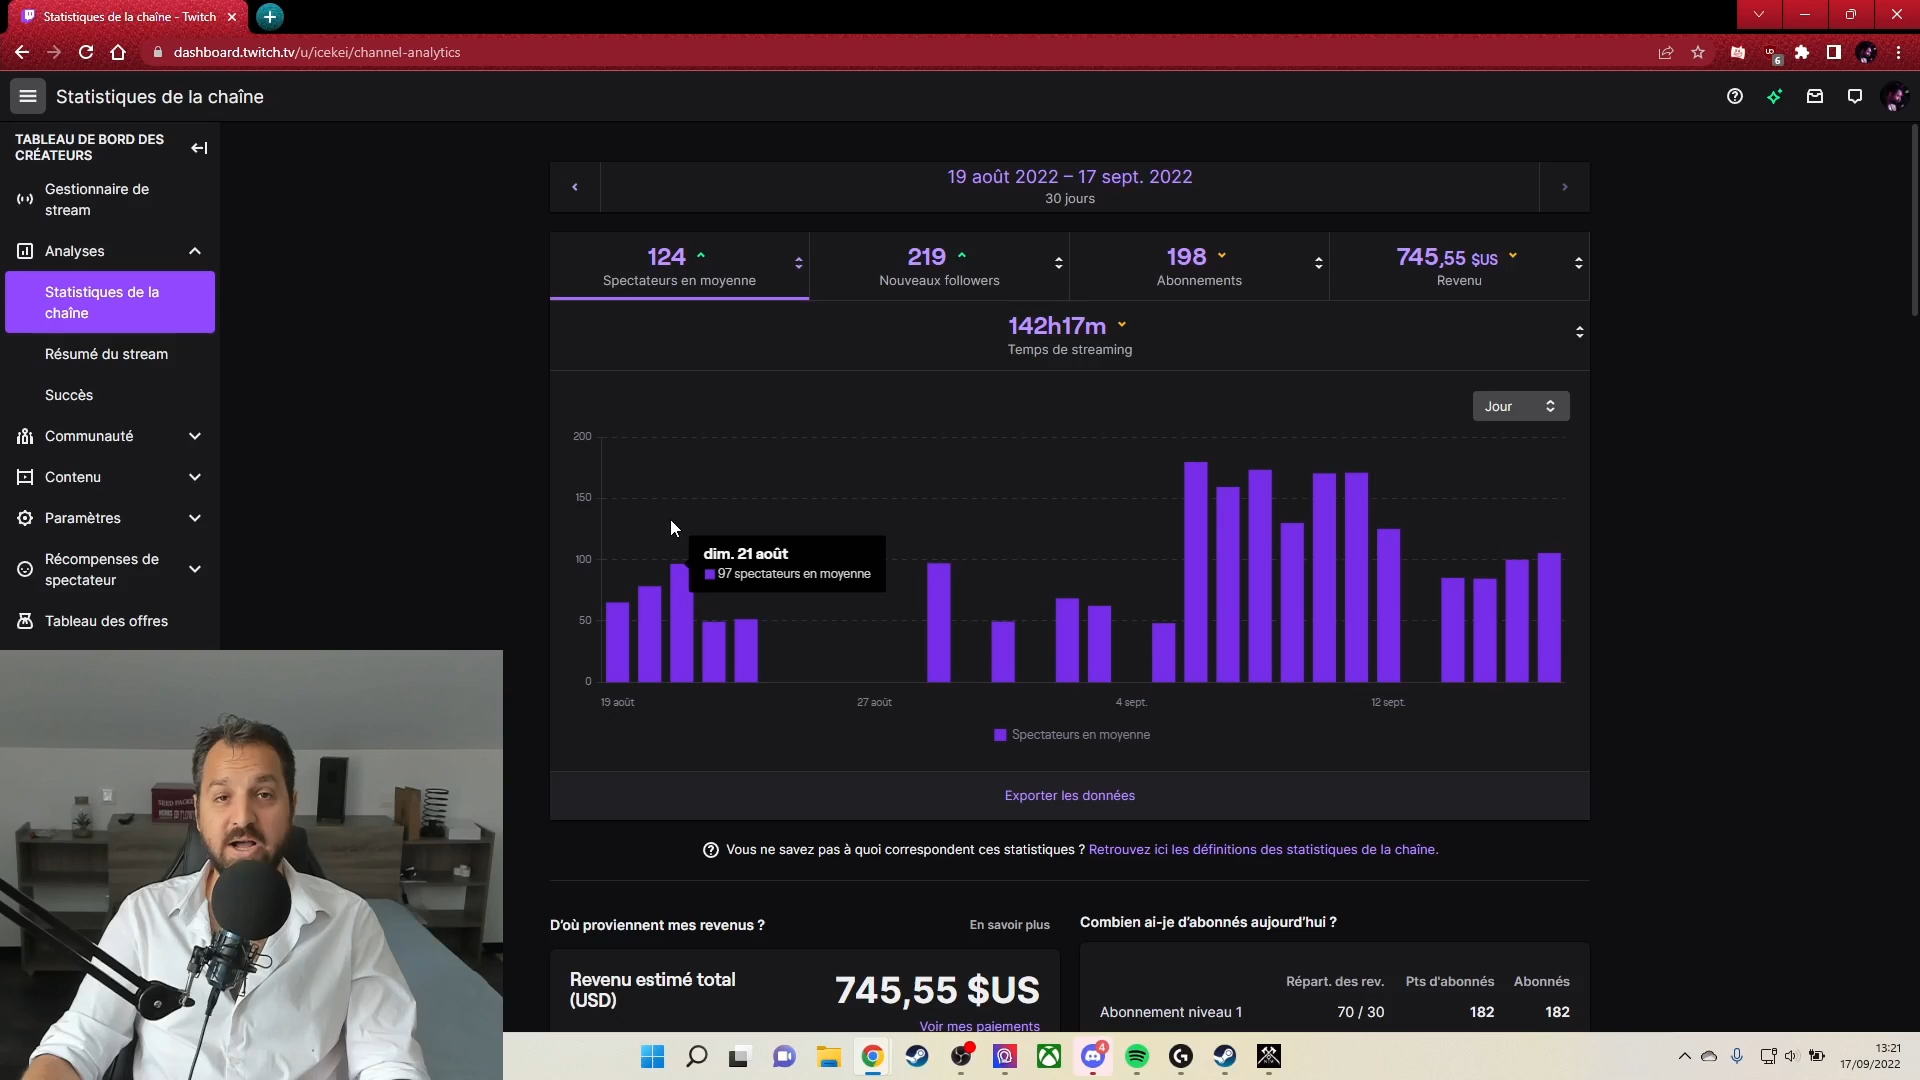 Statistiques de la chaîne - Twitch
dashboard.twitch.tv/u/icekei/channel-analytics
6
Statistiques de la chaîne
TABLEAU DE BORD DES
CRÉATEURS
Gestionnaire de
stream
Analyses
Statistiques de la
chaîne
Résumé du stream
Succès
Communauté
Contenu
Paramètres
Récompenses de
spectateur
Tableau des offres
19 août 2022 – 17 sept. 2022
30 jours
124
Spectateurs en moyenne
219
Nouveaux followers
198
Abonnements
745,55 $US
Revenu
142h17m
Temps de streaming
Jour
200
150
100
50
0
dim. 21 août
97 spectateurs en moyenne
19 août
27 août
4 sept.
12 sept.
Spectateurs en moyenne
Exporter les données
Vous ne savez pas à quoi correspondent ces statistiques ? Retrouvez ici les définitions des statistiques de la chaîne.
D'où proviennent mes revenus ?
En savoir plus
Revenu estimé total
(USD)
745,55 $US
Voir mes paiements
Combien ai-je d'abonnés aujourd'hui ?
Répart. des rev. Pts d'abonnés Abonnés
Abonnement niveau 1 70 / 30 182 182
4
13:21
17/09/2022